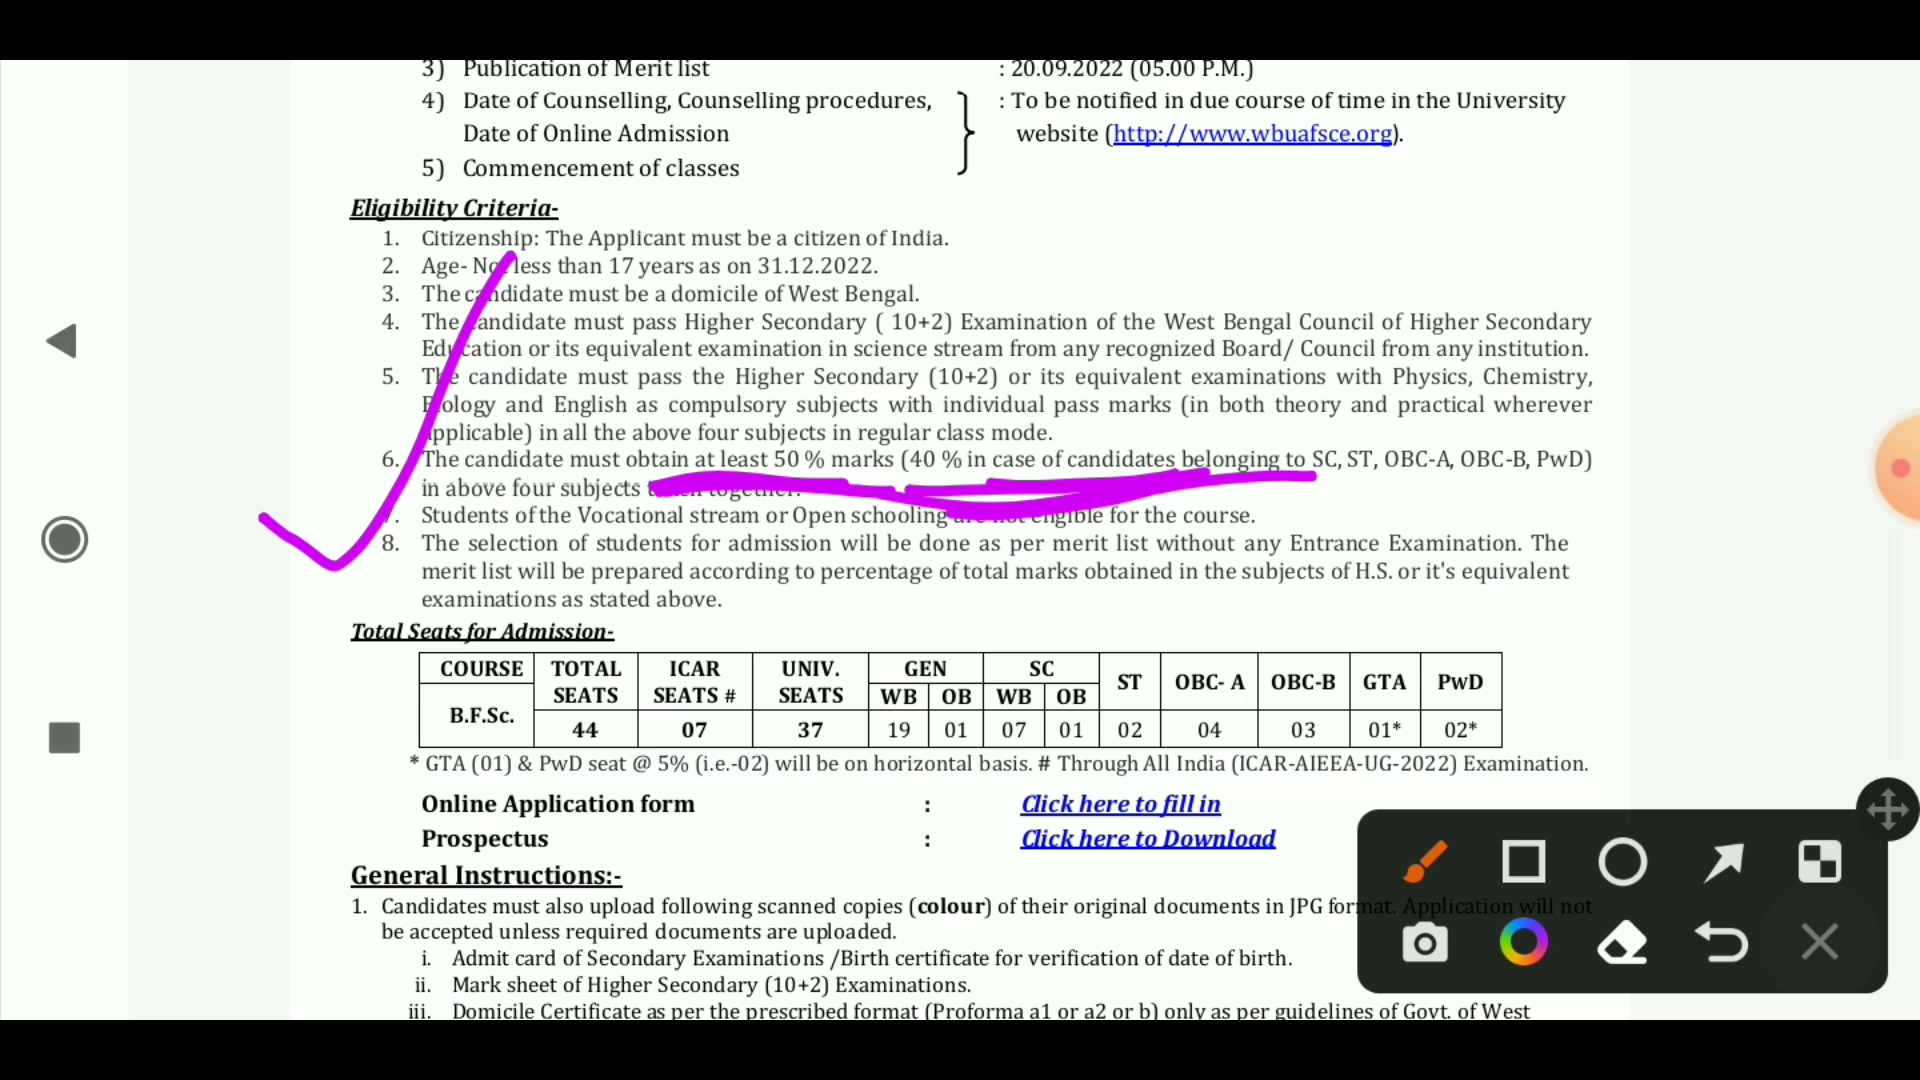 3) Publication of Merit list : 20.09.2022 (05.00 P.M.)
4) Date of Counselling, Counselling procedures, : To be notified in due course of time in the University
Date of Online Admission website (http://www.wbuafsce.org).
5) Commencement of classes
Eligibility Criteria-
1. Citizenship: The Applicant must be a citizen of India.
2. Age- Not less than 17 years as on 31.12.2022.
3. The candidate must be a domicile of West Bengal.
4. The candidate must pass Higher Secondary ( 10+2) Examination of the West Bengal Council of Higher Secondary
Education or its equivalent examination in science stream from any recognized Board/ Council from any institution.
5. The candidate must pass the Higher Secondary (10+2) or its equivalent examinations with Physics, Chemistry,
Biology and English as compulsory subjects with individual pass marks (in both theory and practical wherever
applicable) in all the above four subjects in regular class mode.
6. The candidate must obtain at least 50 % marks (40 % in case of candidates belonging to SC, ST, OBC-A, OBC-B, PwD)
in above four subjects taken together.
7. Students of the Vocational stream or Open schooling are not eligible for the course.
8. The selection of students for admission will be done as per merit list without any Entrance Examination. The
merit list will be prepared according to percentage of total marks obtained in the subjects of H.S. or it's equivalent
examinations as stated above.
Total Seats for Admission-
COURSE TOTAL SEATS ICAR SEATS # UNIV. SEATS GEN SC ST OBC- A OBC-B GTA PwD
WB OB WB OB
B.F.Sc. 44 07 37 19 01 07 01 02 04 03 01* 02*
* GTA (01) & PwD seat @ 5% (i.e.-02) will be on horizontal basis. # Through All India (ICAR-AIEEA-UG-2022) Examination.
Online Application form : Click here to fill in
Prospectus : Click here to Download
General Instructions:-
1. Candidates must also upload following scanned copies (colour) of their original documents in JPG format. Application will not
be accepted unless required documents are uploaded.
i. Admit card of Secondary Examinations /Birth certificate for verification of date of birth.
ii. Mark sheet of Higher Secondary (10+2) Examinations.
iii. Domicile Certificate as per the prescribed format (Proforma a1 or a2 or b) only as per guidelines of Govt. of West